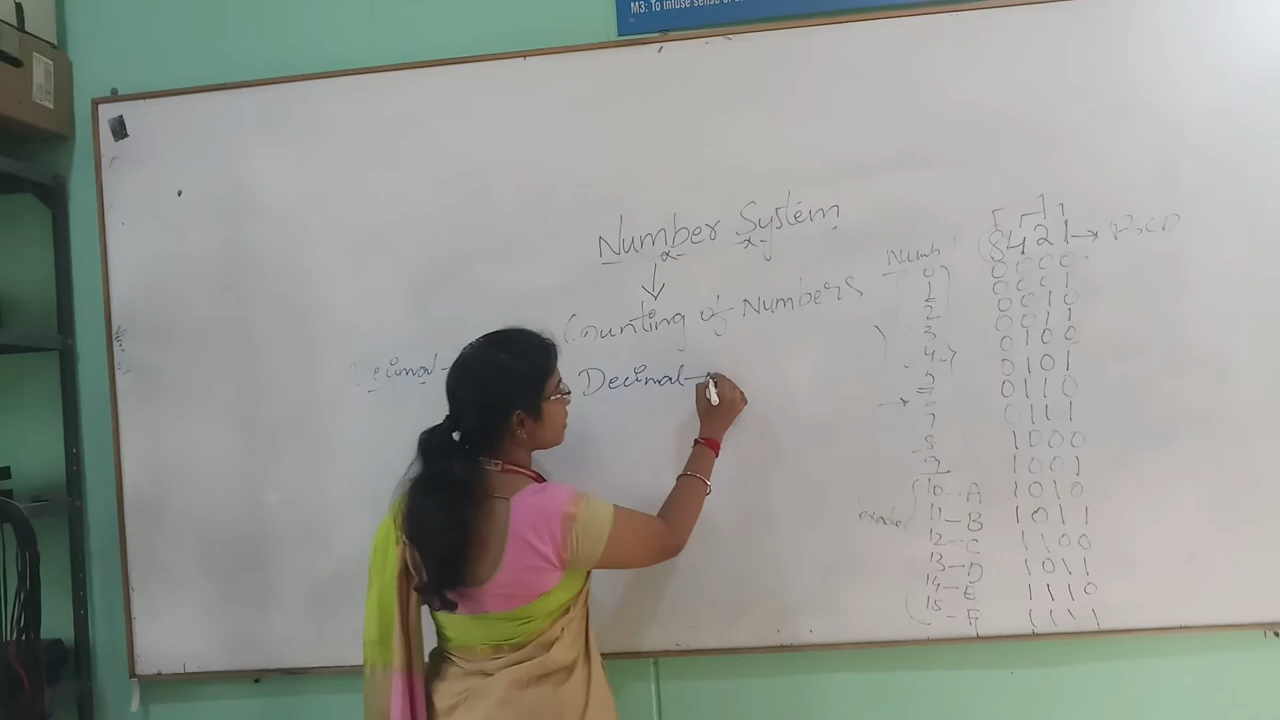 M3: To infuse sense of
Number System
Counting of Numbers
Decimal
8 4 2 1 → BCD
Numb
0 0 0 0 0
1 0 0 0 1
2 0 0 1 0
3 0 0 1 1
4 0 1 0 0
5 0 1 0 1
0 1 1 0
7 0 1 1 1
8 1 0 0 0
9 1 0 0 1
10 - A 1 0 1 0
11 - B 1 0 1 1
12 - C 1 1 0 0
13 - D 1 0 1 1
14 - E 1 1 1 0
15 - F 1 1 1 1